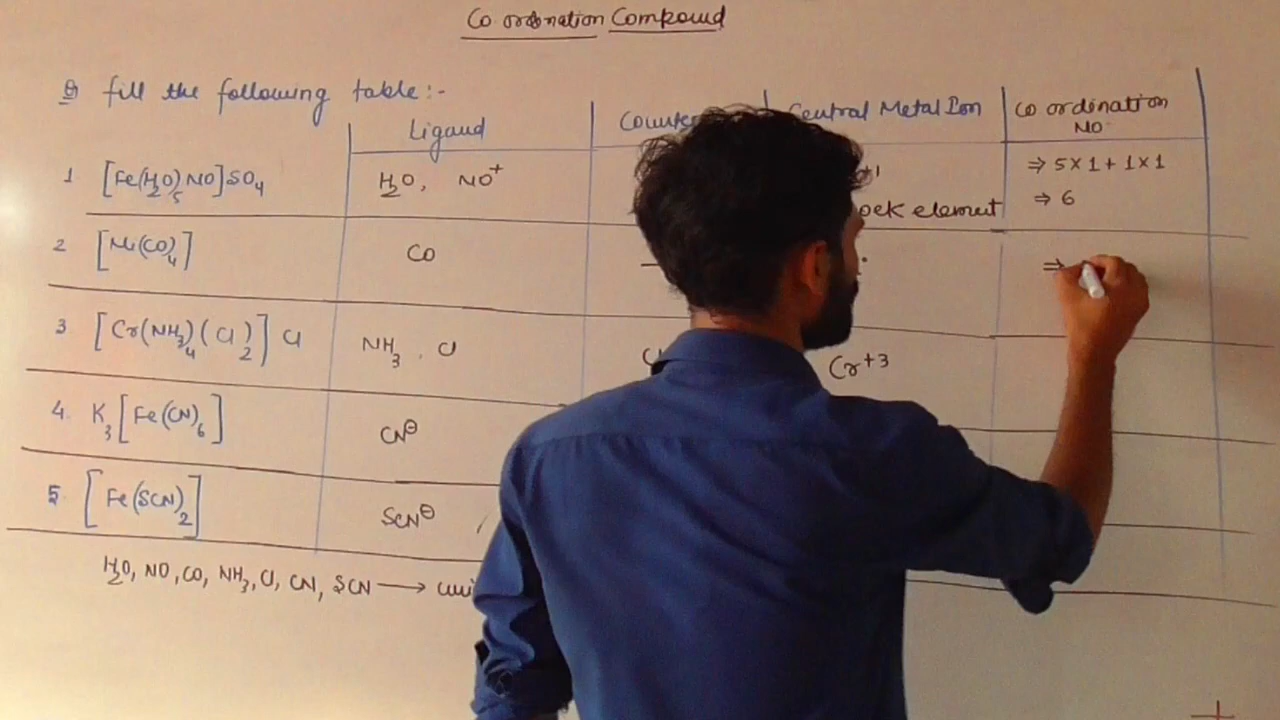 Co ordination Compound
Q fill the following table:-
Ligand Central Metal Ion Co ordination No.
1 [Fe(H2O)5NO]SO4 H2O, NO+ +1 ⇒ 5×1+1×1
element ⇒ 6
2 [Ni(CO)4] CO ⇒
3 [Cr(NH3)4(Cl)2]Cl NH3, Cl Cr+3
4. K3[Fe(CN)6] CN⊖
5. [Fe(SCN)2] SCN⊖
H2O, NO, CO, NH3, Cl, CN, SCN →